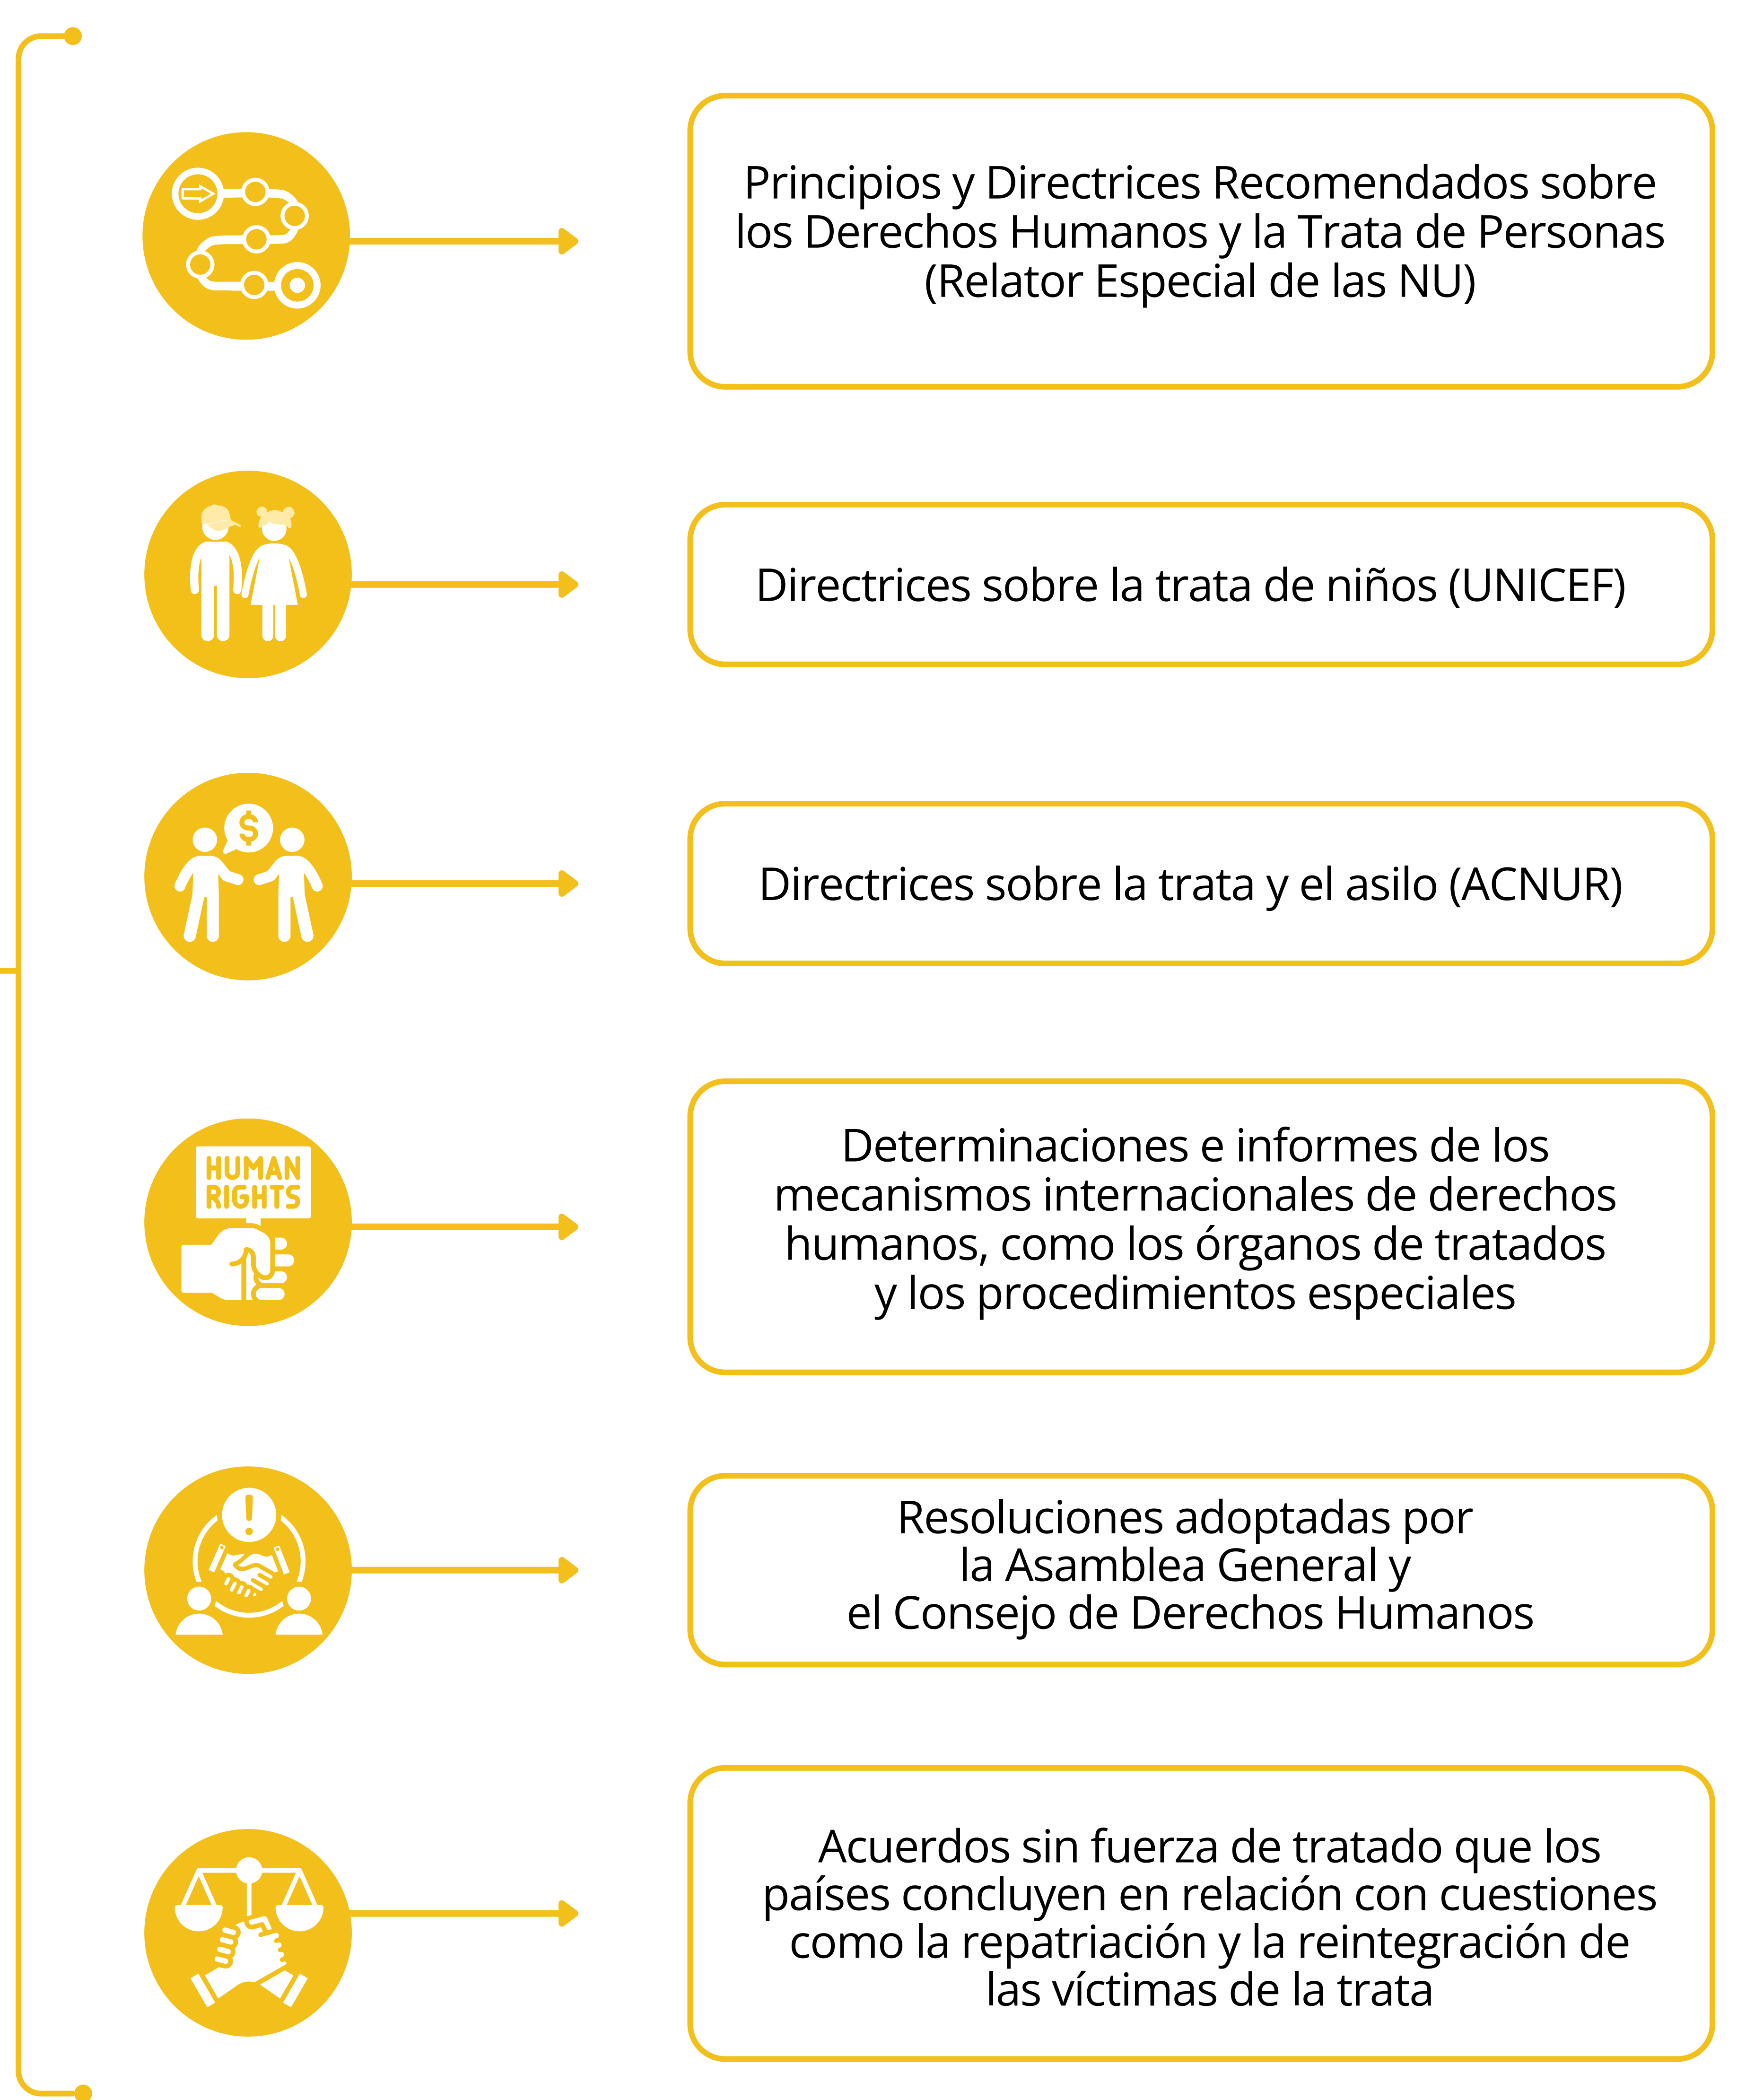 Principios y Directrices Recomendados sobre
los Derechos Humanos y la Trata de Personas
(Relator Especial de las NU)
Directrices sobre la trata de niños (UNICEF)
$
Directrices sobre la trata y el asilo (ACNUR)
HUMAN
RIGHTS
Determinaciones e informes de los
mecanismos internacionales de derechos
humanos, como los órganos de tratados
y los procedimientos especiales
!
Resoluciones adoptadas por
la Asamblea General y
el Consejo de Derechos Humanos
Acuerdos sin fuerza de tratado que los
países concluyen en relación con cuestiones
como la repatriación y la reintegración de
las víctimas de la trata